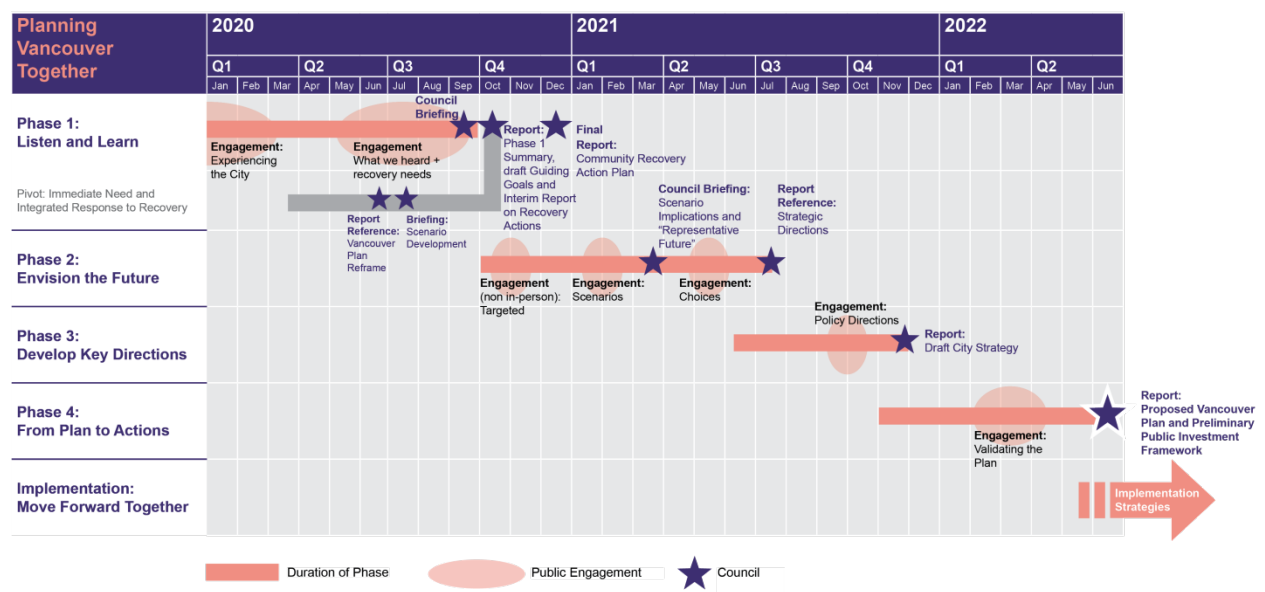 Planning
Vancouver
Together
2020
2021
2022
Q1
Q2
Q3
Q4
Q1
Q2
Q3
Q4
Q1
Q2
Jan
Feb
Mar
Apr
May
Jun
Jul
Aug
Sep
Oct
Nov
Dec
Jan
Feb
Mar
Apr
May
Jun
Jul
Aug
Sep
Oct
Nov
Dec
Jan
Feb
Mar
Apr
May
Jun
Phase 1:
Listen and Learn
Council
Briefing
Engagement:
Experiencing
the City
Engagement
What we heard +
recovery needs
Report:
Phase 1
Summary,
draft Guiding
Goals and
Interim Report
on Recovery
Actions
Final
Report:
Community Recovery
Action Plan
Pivot: Immediate Need and
Integrated Response to Recovery
Report
Reference:
Vancouver
Plan
Reframe
Briefing:
Scenario
Development
Council Briefing:
Scenario
Implications and
“Representative
Future”
Report
Reference:
Strategic
Directions
Phase 2:
Envision the Future
Engagement
(non in-person):
Targeted
Engagement:
Scenarios
Engagement:
Choices
Phase 3:
Develop Key Directions
Engagement:
Policy Directions
Report:
Draft City Strategy
Phase 4:
From Plan to Actions
Engagement:
Validating the
Plan
Report:
Proposed Vancouver
Plan and Preliminary
Public Investment
Framework
Implementation:
Move Forward Together
Implementation
Strategies
Duration of Phase
Public Engagement
Council